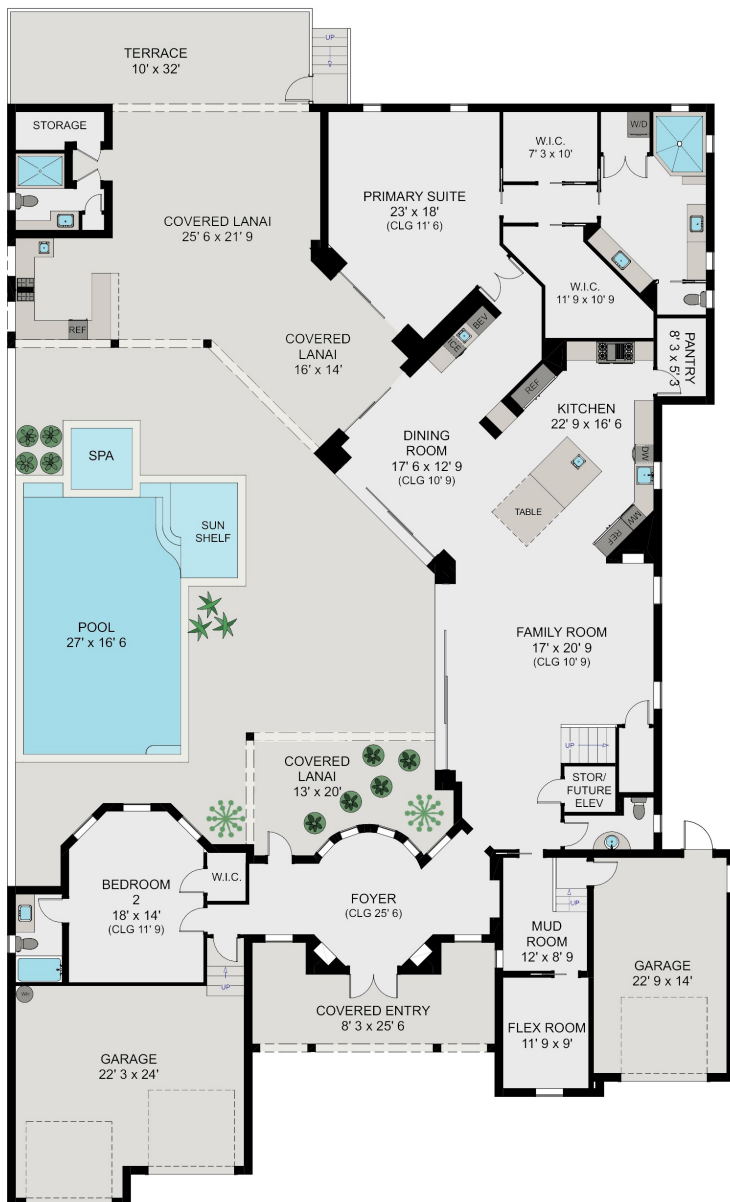 TERRACE
10' x 32'
UP
STORAGE
W.I.C.
7' 3 x 10'
W/D
PRIMARY SUITE
23' x 18'
(CLG 11' 6)
COVERED LANAI
25' 6 x 21' 9
W.I.C.
11' 9 x 10' 9
REF
BEV
ICE
COVERED
LANAI
16' x 14'
PANTRY
8' 3 x 5' 3
REF
KITCHEN
22' 9 x 16' 6
DINING
ROOM
17' 6 x 12' 9
(CLG 10' 9)
DW
SPA
TABLE
MW
REF
SUN
SHELF
POOL
27' x 16' 6
FAMILY ROOM
17' x 20' 9
(CLG 10' 9)
UP
COVERED
LANAI
13' x 20'
STOR/
FUTURE
ELEV
BEDROOM
2
18' x 14'
(CLG 11' 9)
W.I.C.
FOYER
(CLG 25' 6)
UP
MUD
ROOM
12' x 8' 9
GARAGE
22' 9 x 14'
UP
WH
COVERED ENTRY
8' 3 x 25' 6
FLEX ROOM
11' 9 x 9'
GARAGE
22' 3 x 24'